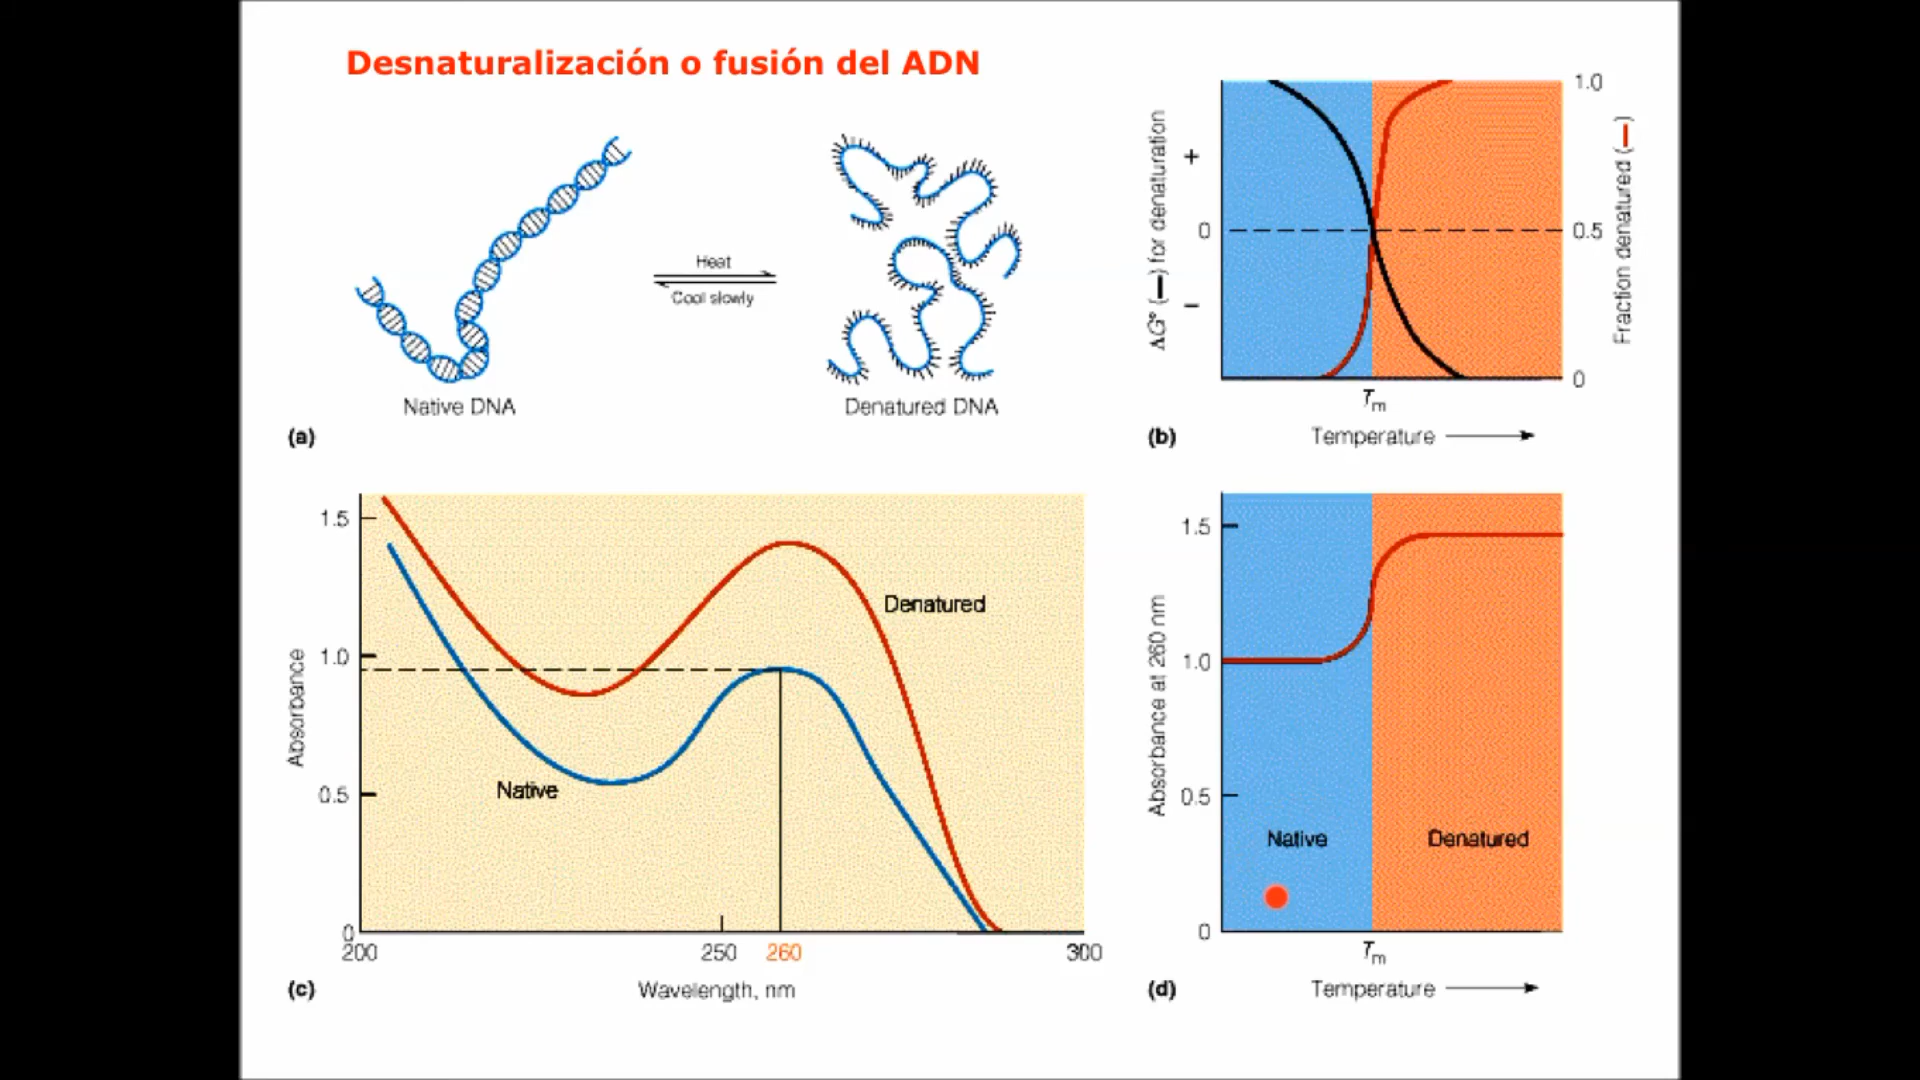 Desnaturalización o fusión del ADN
Heat
Cool slowly
Native DNA
Denatured DNA
(a)
ΔG° (—) for denaturation
+
0
−
1.0
0.5
0
Fraction denatured (—)
Tm
(b)
Temperature
Absorbance
1.5
1.0
0.5
0
Denatured
Native
200
250
260
300
(c)
Wavelength, nm
Absorbance at 260 nm
1.5
1.0
0.5
0
Native
Denatured
Tm
(d)
Temperature